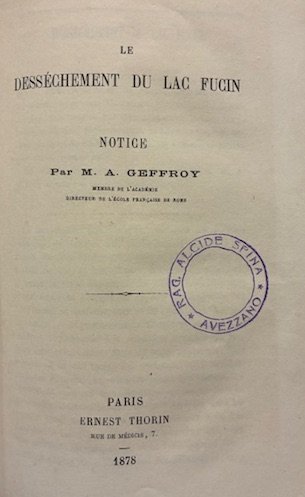 LE
DESSÉCHEMENT DU LAC FUCIN
NOTICE
Par M. A. GEFFROY
MEMBRE DE L'ACADÉMIE
DIRECTEUR DE L'ÉCOLE FRANÇAISE DE ROME
* RAG. ALCIDE SPINA *
AVEZZANO
PARIS
ERNEST THORIN
RUE DE MÉDICIS, 7.
1878